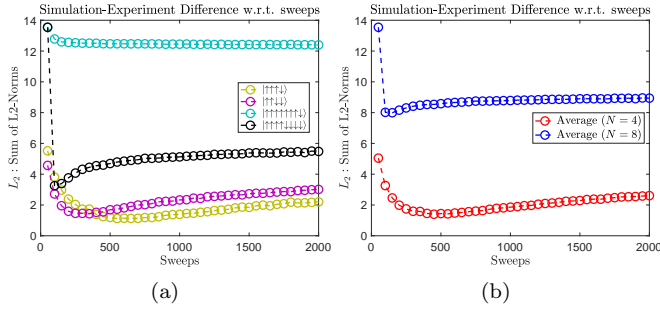 Simulation-Experiment Difference w.r.t. sweeps
14
12
10
8
6
4
2
0
L₂ : Sum of L2-Norms
|↑↑↑↓⟩
|↑↑↓↓⟩
|↑↑↑↑↑↑↑↓⟩
|↑↑↑↑↓↓↓↓⟩
0 500 1000 1500 2000
Sweeps
(a)
Simulation-Experiment Difference w.r.t. sweeps
14
12
10
8
6
4
2
0
L₂ : Sum of L2-Norms
Average (N = 4)
Average (N = 8)
0 500 1000 1500 2000
Sweeps
(b)